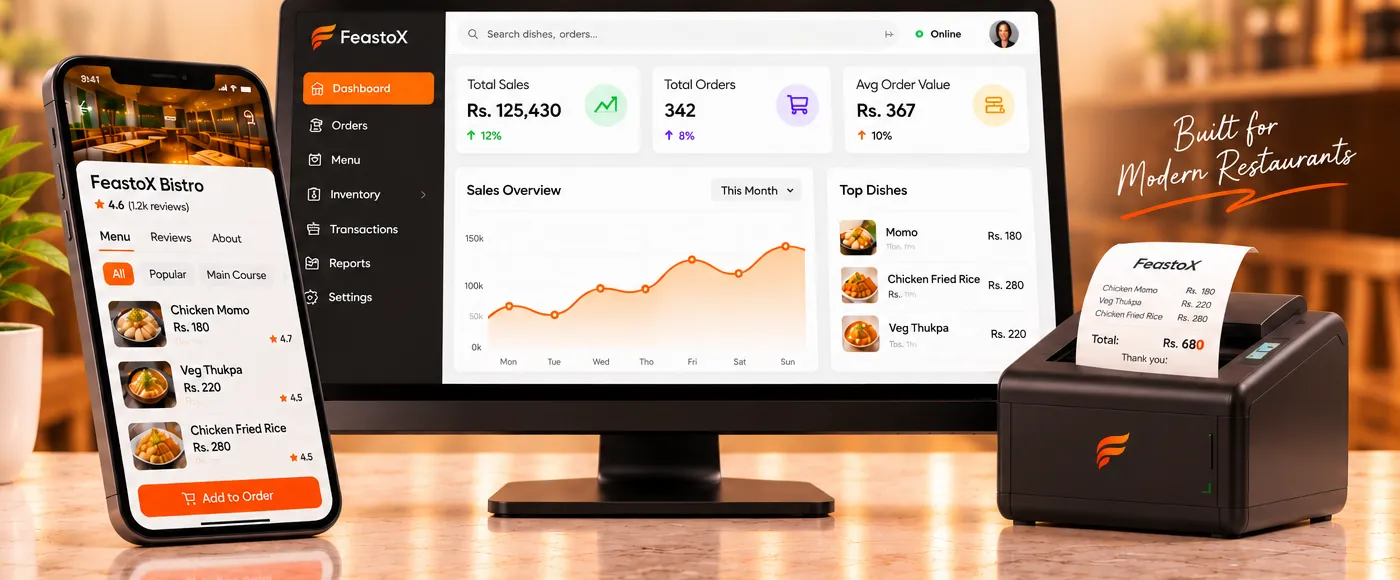 9:41
FeastoX Bistro
4.6 (1.2k reviews)
Menu Reviews About
All Popular Main Course
Chicken Momo
Rs. 180
4.7
Veg Thukpa
Rs. 220
4.5
Chicken Fried Rice
Rs. 280
4.5
Add to Order
FeastoX
Dashboard
Orders
Menu
Inventory
Transactions
Reports
Settings
Search dishes, orders...
Online
Total Sales
Rs. 125,430
12%
Total Orders
342
8%
Avg Order Value
Rs. 367
10%
Sales Overview
This Month
150k
100k
50k
0k
Mon Tue Wed Tho Fri Sat Sun
Top Dishes
Momo
Rs. 180
Chicken Fried Rice
Rs. 280
Rs.
Veg Thukpa
Rs. 220
Built for
Modern Restaurants
FeastoX
Chicken Momo Rs. 180
Veg Thukpa Rs. 220
Chicken Fried Rice Rs. 280
Total: Rs. 680
Thank you: